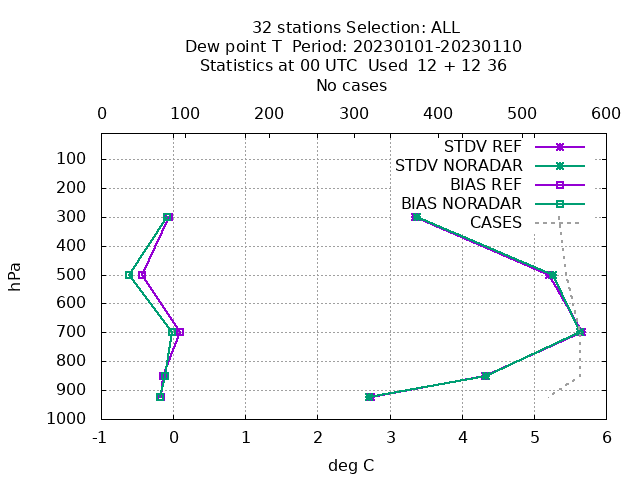 32 stations Selection: ALL
Dew point T  Period: 20230101-20230110
Statistics at 00 UTC  Used  12 + 12 36
No cases
0 100 200 300 400 500 600
STDV REF
STDV NORADAR
BIAS REF
BIAS NORADAR
CASES
100
200
300
400
500
600
700
800
900
1000
hPa
-1 0 1 2 3 4 5 6
deg C